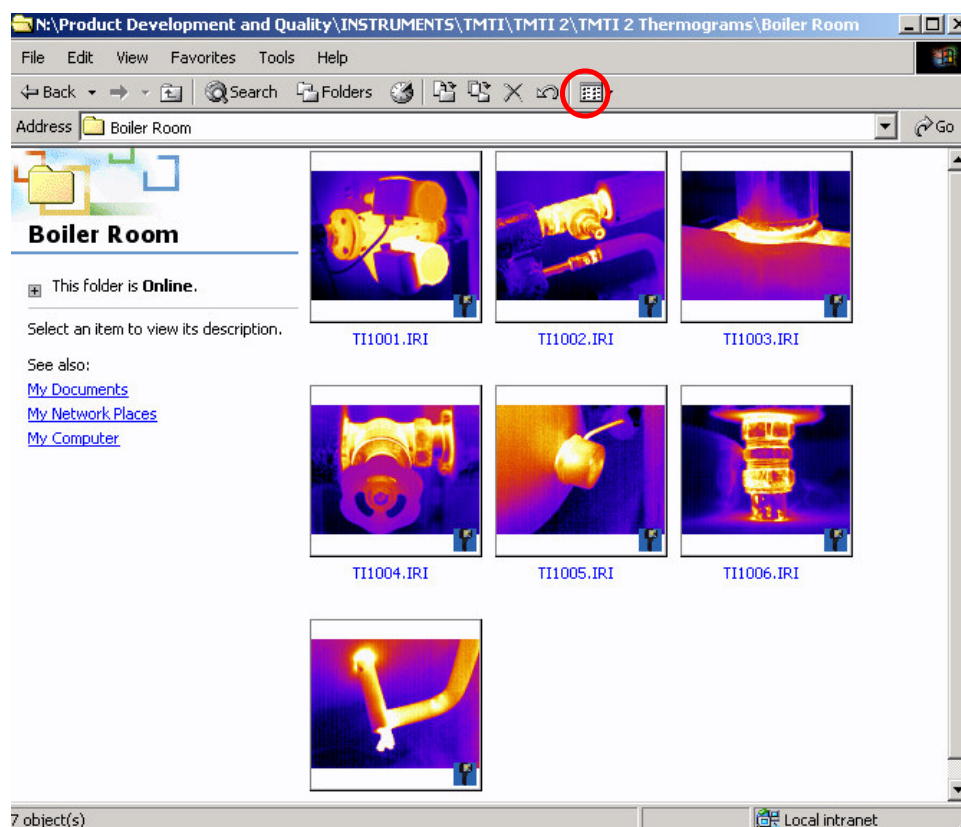 N:\Product Development and Quality\INSTRUMENTS\TMTI\TMTI 2\TMTI 2 Thermograms\Boiler Room
File Edit View Favorites Tools Help
Back Search Folders
Address Boiler Room Go
Boiler Room
This folder is Online.
Select an item to view its description.
See also:
My Documents
My Network Places
My Computer
TI1001.IRI TI1002.IRI TI1003.IRI
TI1004.IRI TI1005.IRI TI1006.IRI
7 object(s) Local intranet